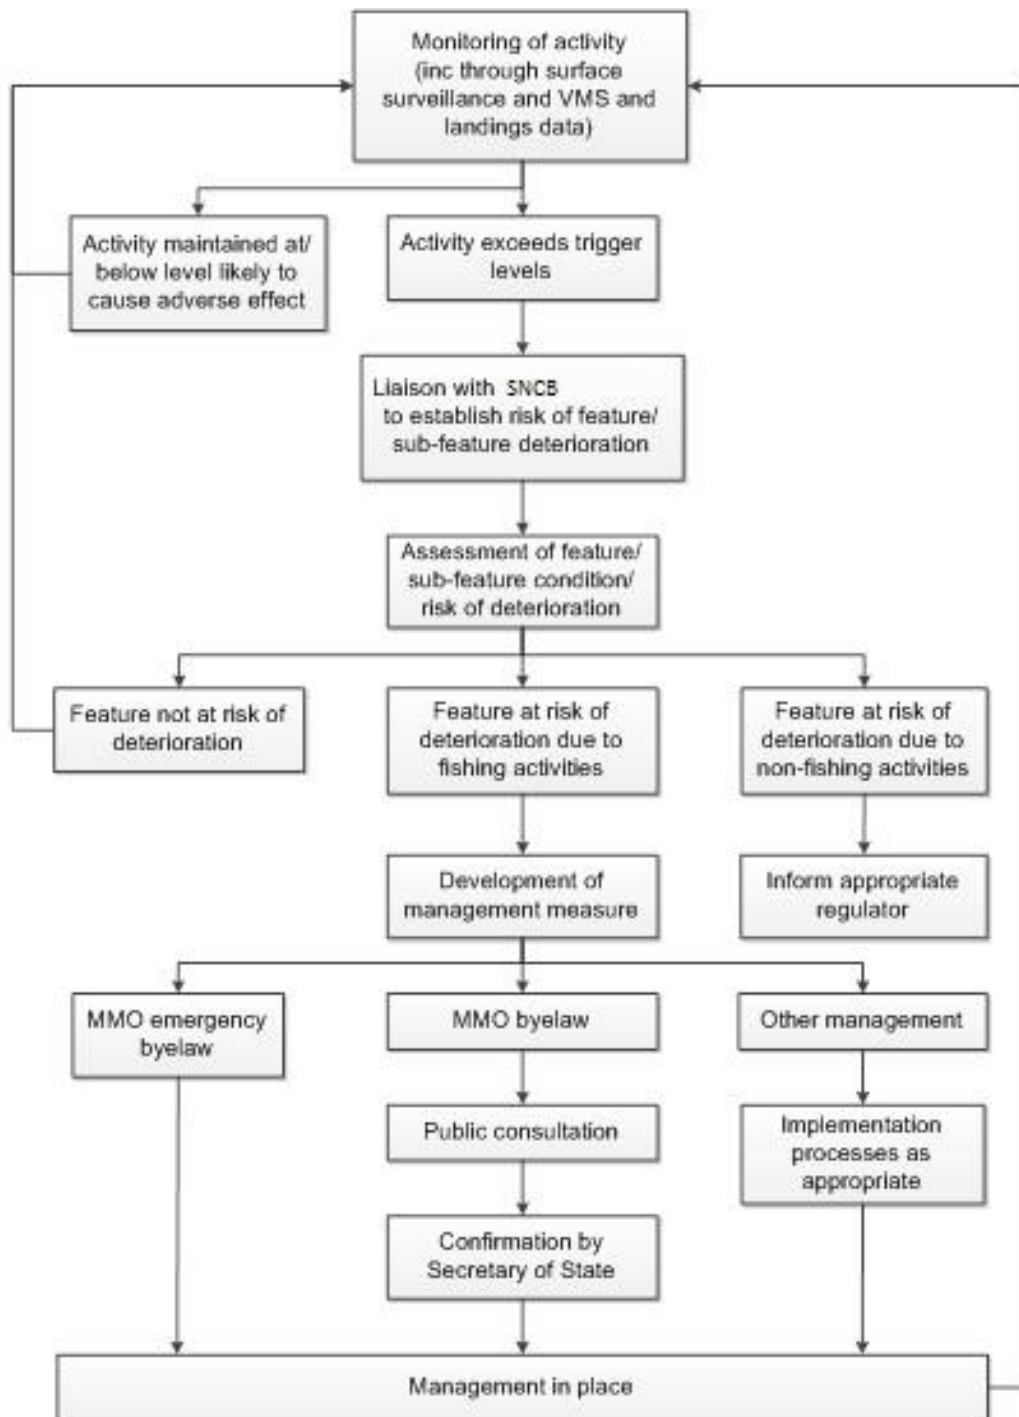 Monitoring of activity
(inc through surface
surveillance and VMS and
landings data)
Activity maintained at/
below level likely to
cause adverse effect
Activity exceeds trigger
levels
Liaison with SNCB
to establish risk of feature/
sub-feature deterioration
Assessment of feature/
sub-feature condition/
risk of deterioration
Feature not at risk of
deterioration
Feature at risk of
deterioration due to
fishing activities
Feature at risk of
deterioration due to
non-fishing activities
Development of
management measure
Inform appropriate
regulator
MMO emergency
byelaw
MMO byelaw
Other management
Public consultation
Implementation
processes as
appropriate
Confirmation by
Secretary of State
Management in place